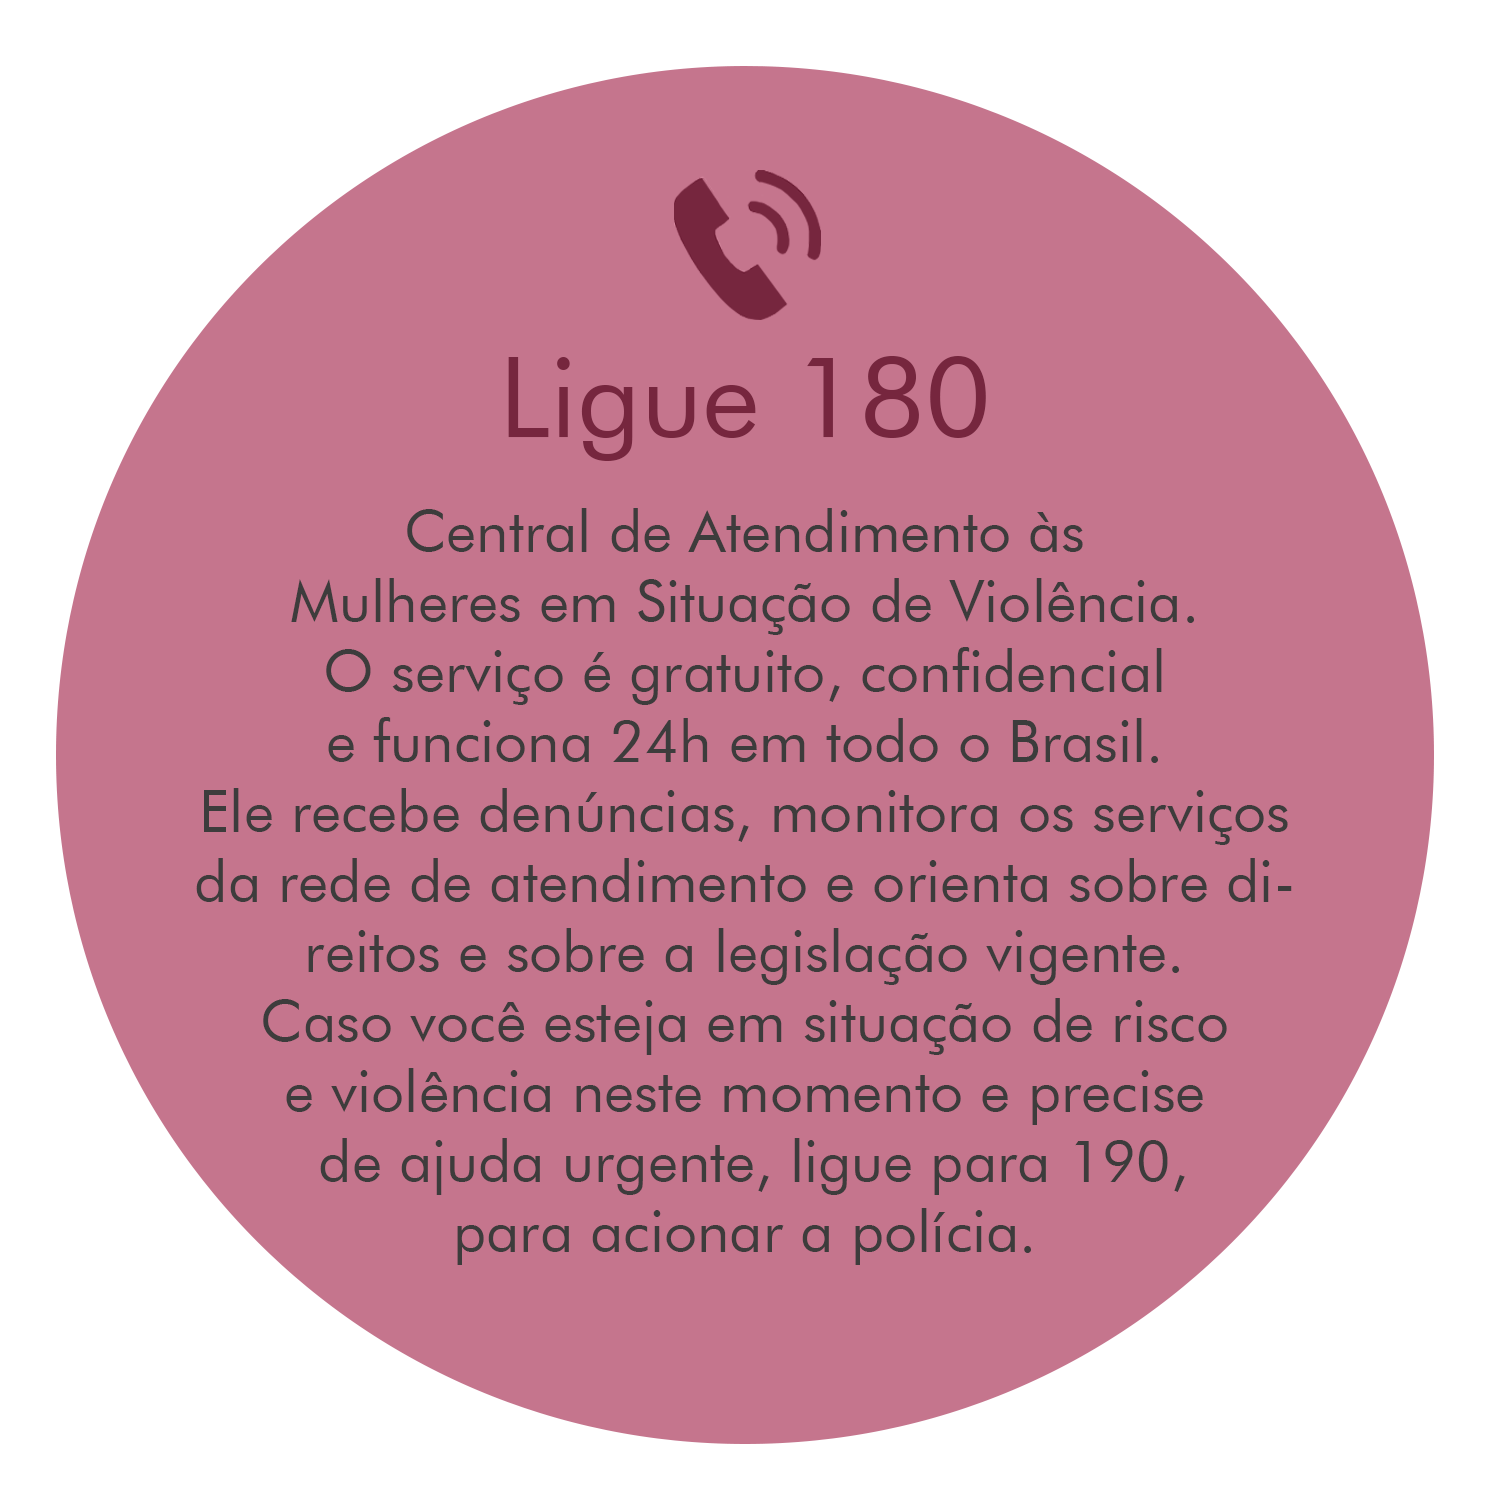 Ligue 180
Central de Atendimento às
Mulheres em Situação de Violência.
O serviço é gratuito, confidencial
e funciona 24h em todo o Brasil.
Ele recebe denúncias, monitora os serviços
da rede de atendimento e orienta sobre di-
reitos e sobre a legislação vigente.
Caso você esteja em situação de risco
e violência neste momento e precise
de ajuda urgente, ligue para 190,
para acionar a polícia.